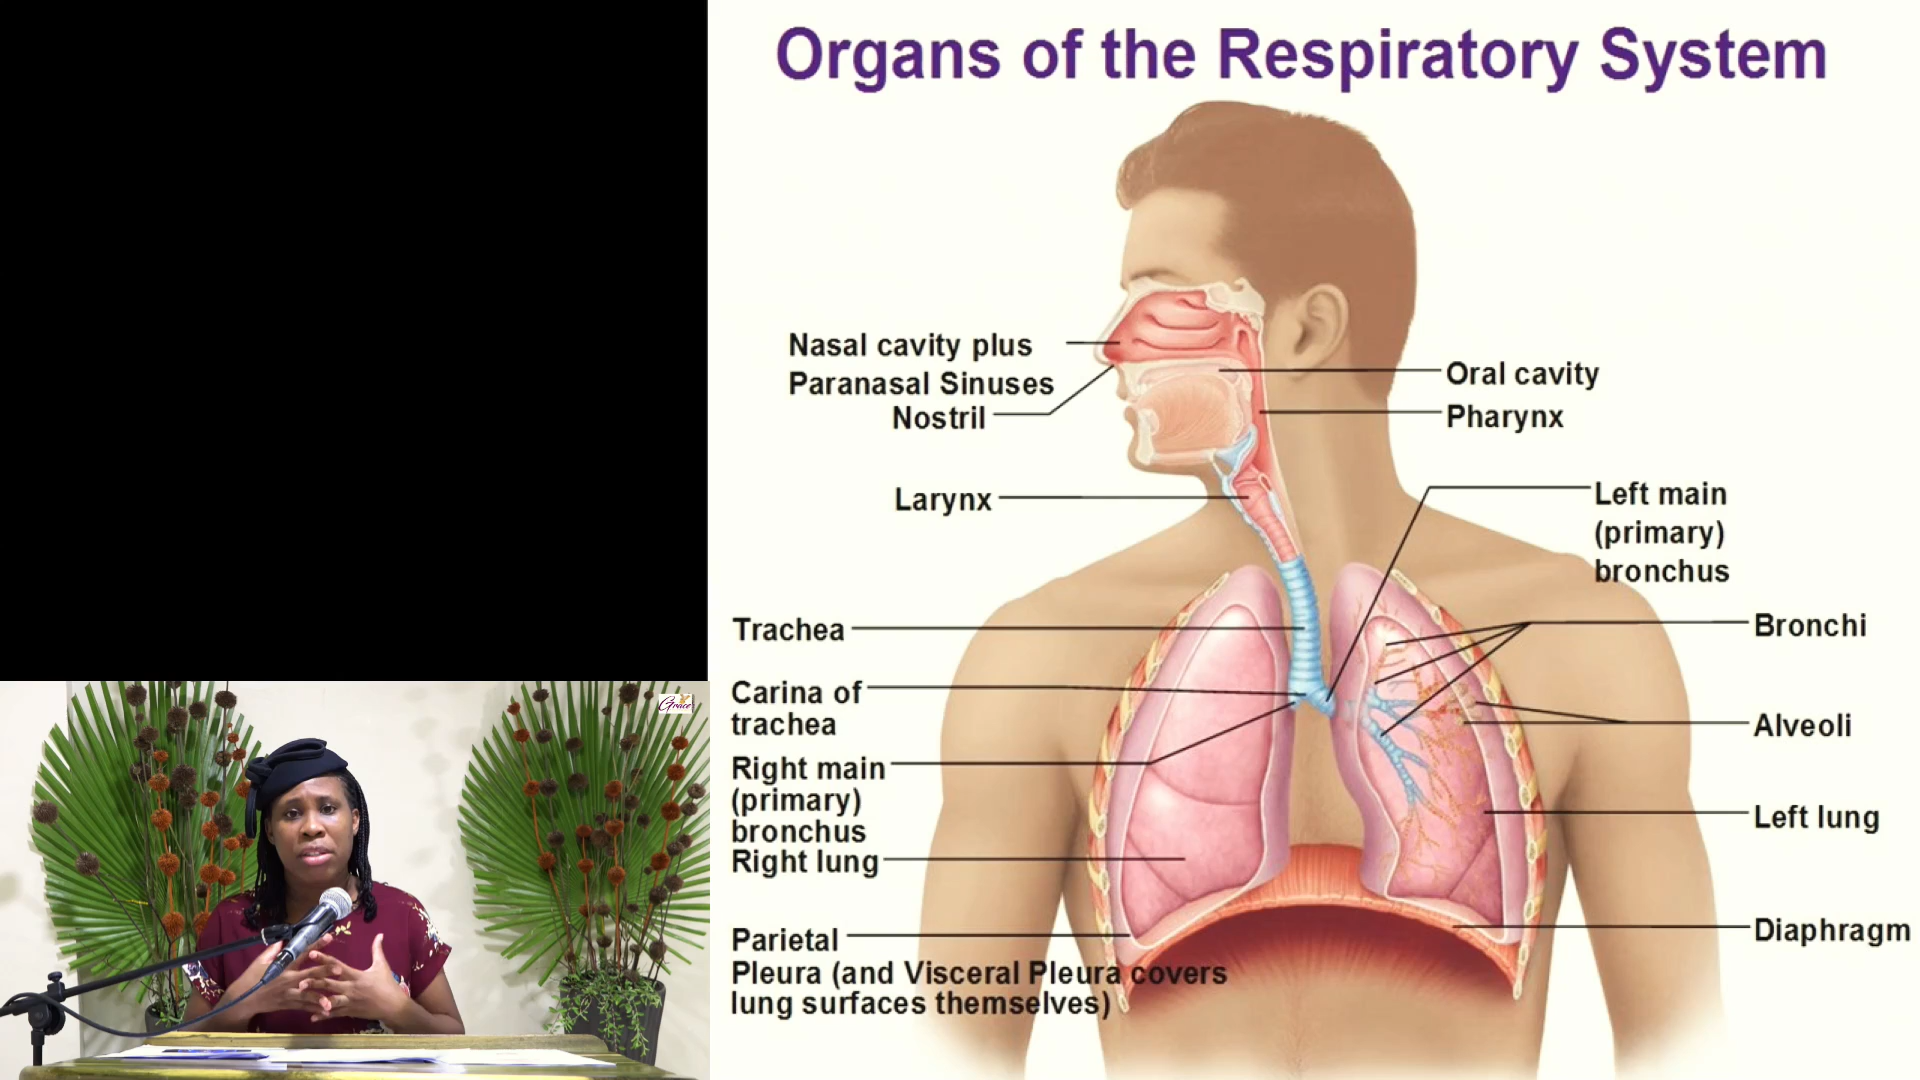 Organs of the Respiratory System
Nasal cavity plus
Paranasal Sinuses
Nostril
Oral cavity
Pharynx
Larynx
Left main
(primary)
bronchus
Trachea
Bronchi
Carina of
trachea
Alveoli
Right main
(primary)
bronchus
Right lung
Left lung
Parietal
Pleura (and Visceral Pleura covers
lung surfaces themselves)
Diaphragm
Grace